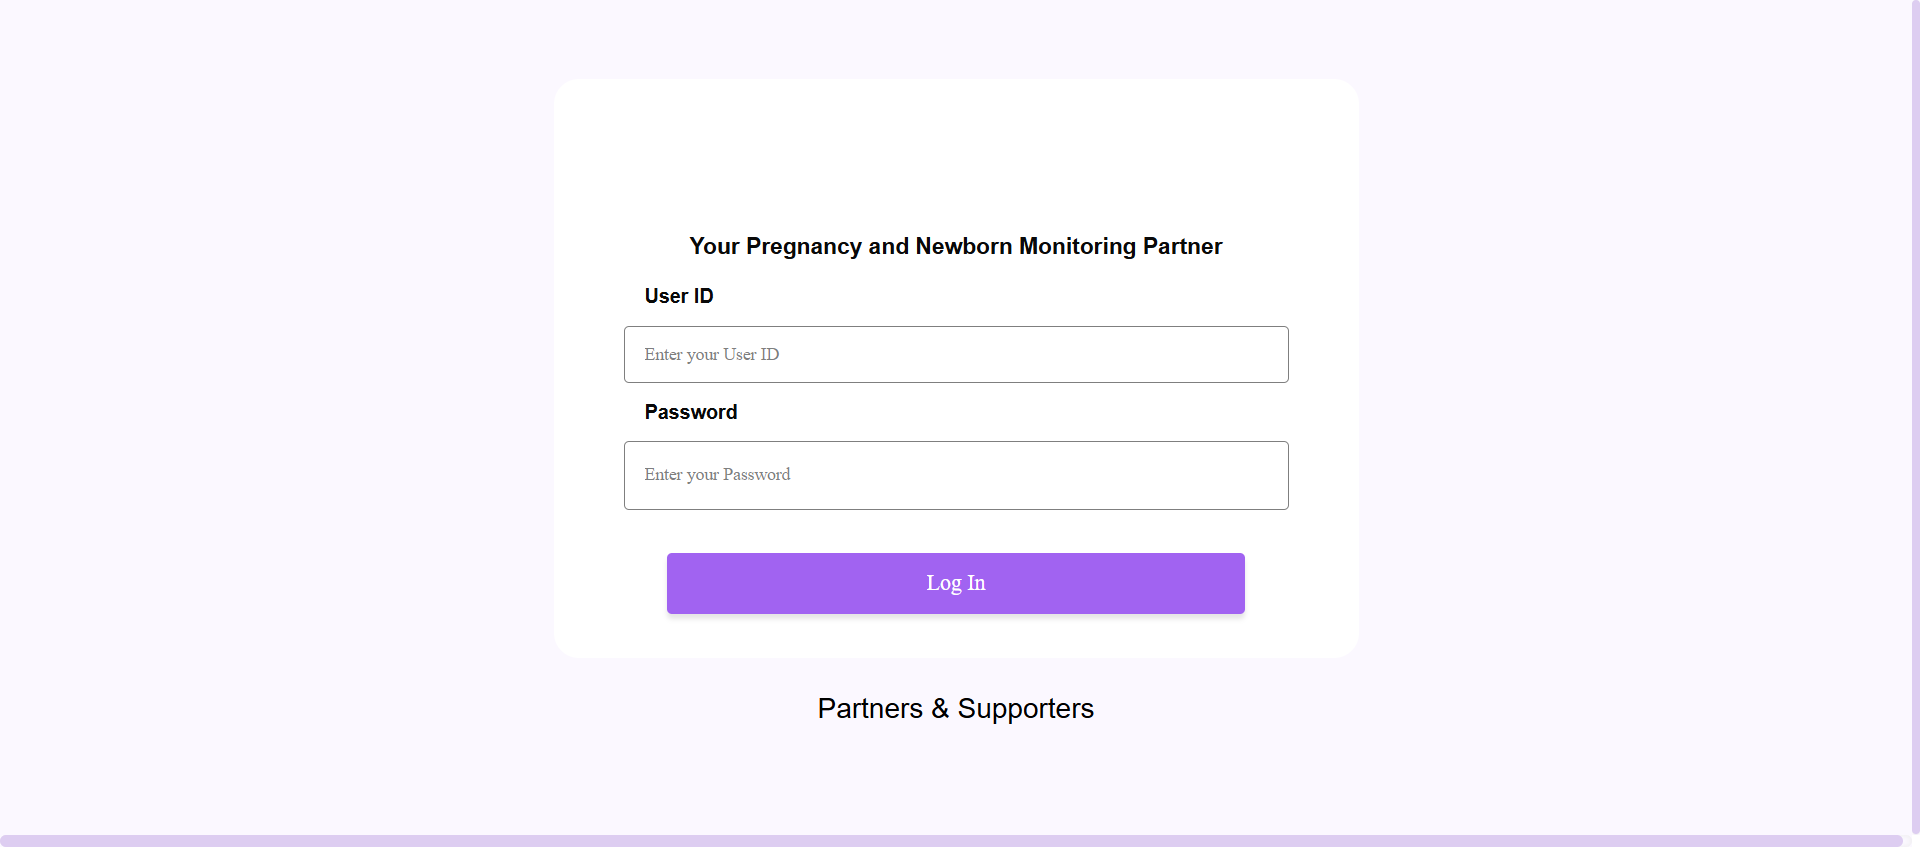 Your Pregnancy and Newborn Monitoring Partner
User ID
Enter your User ID
Password
Enter your Password
Log In
Partners & Supporters